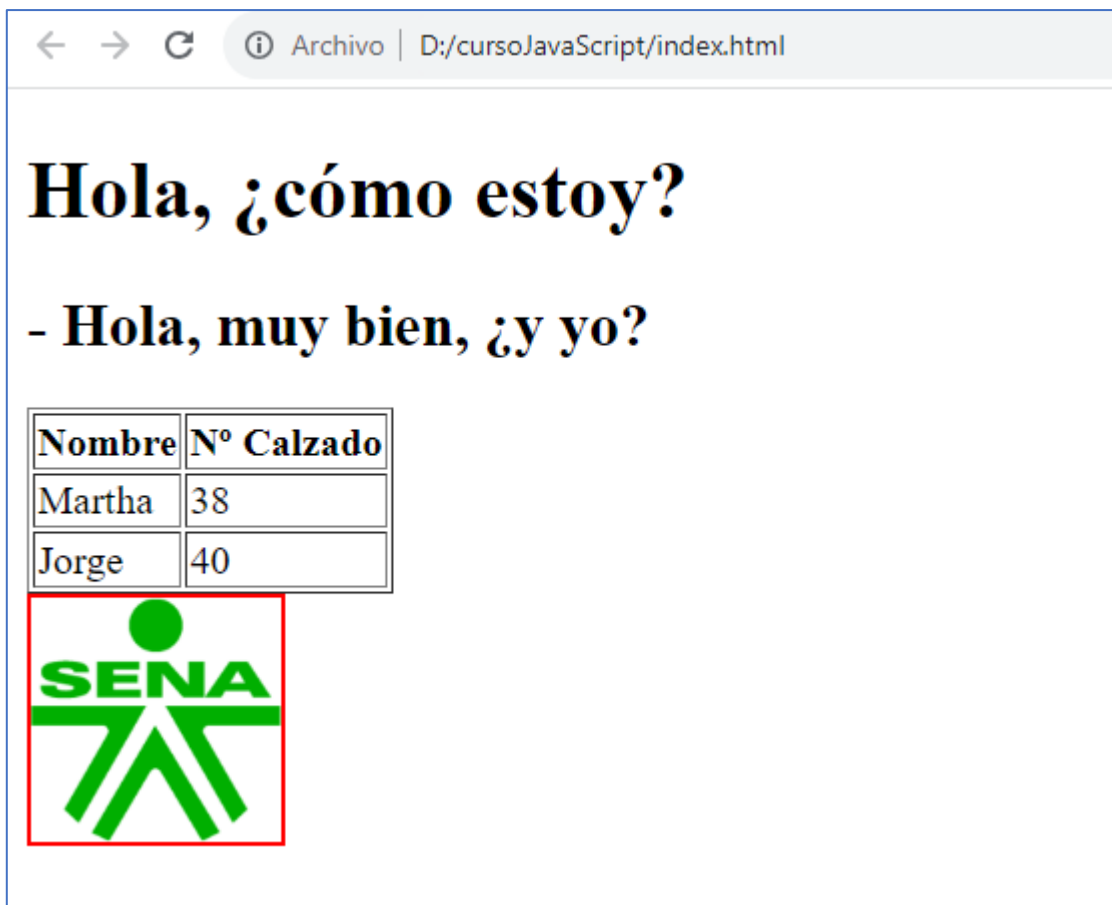 Archivo | D:/cursoJavaScript/index.html
Hola, ¿cómo estoy?
- Hola, muy bien, ¿y yo?
Nombre Nº Calzado
Martha 38
Jorge 40
SENA